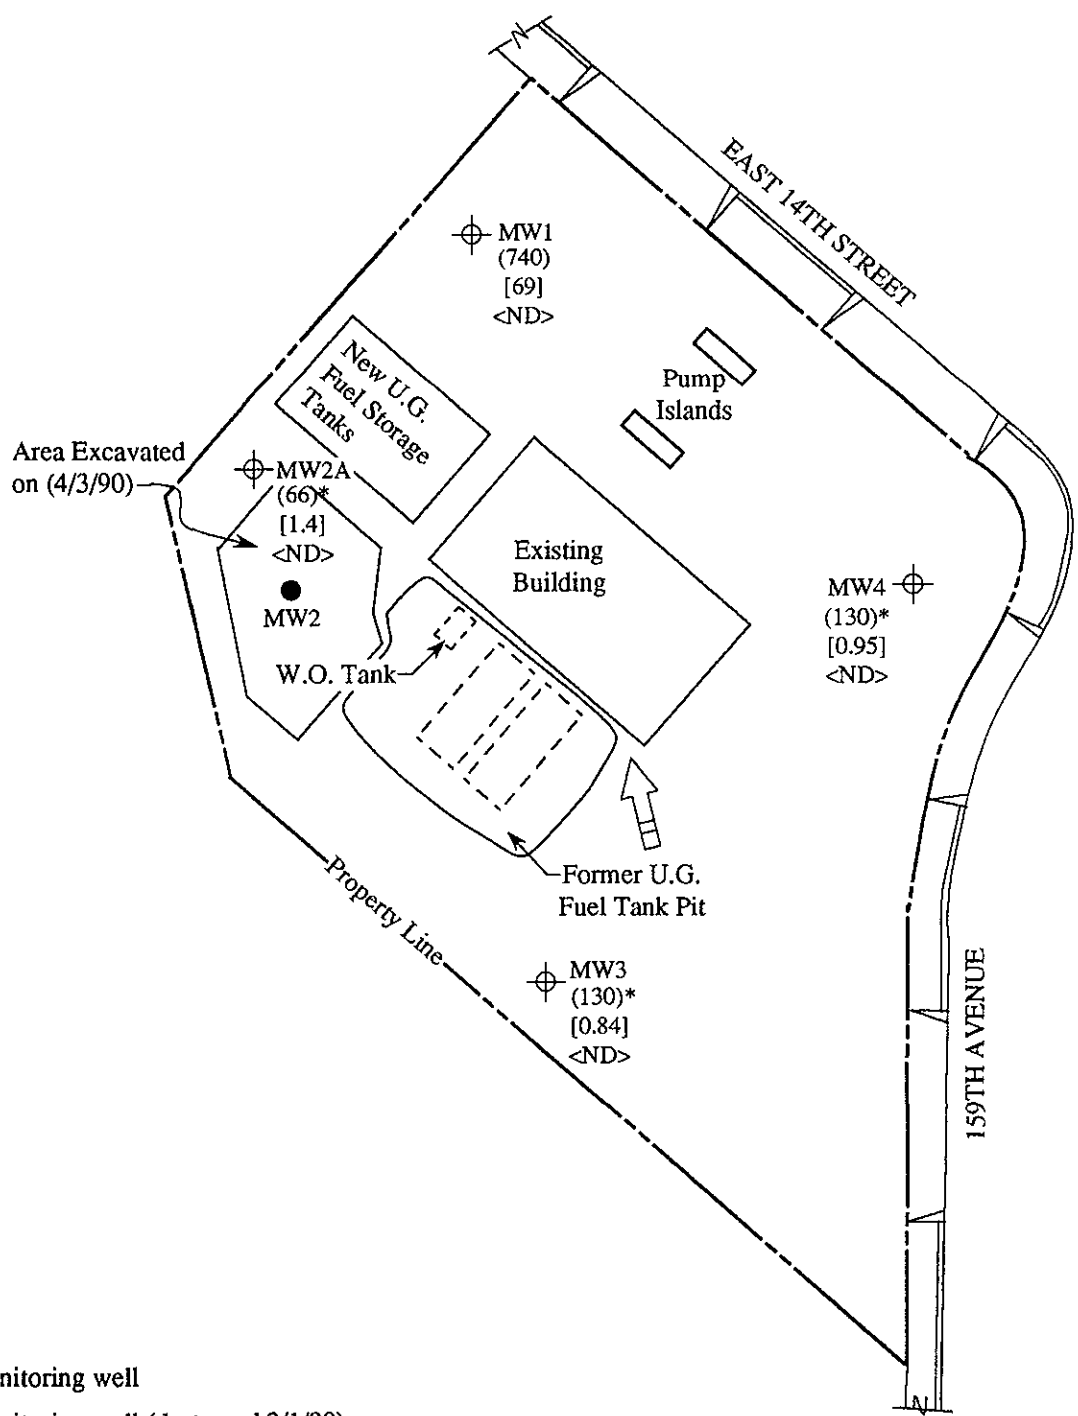 EAST 14TH STREET
MW1
(740)
[69]
<ND>
New U.G.
Fuel Storage
Tanks
Pump
Islands
Area Excavated
on (4/3/90)
MW2A
(66)*
[1.4]
<ND>
MW2
Existing
Building
MW4
(130)*
[0.95]
<ND>
W.O. Tank
Former U.G.
Fuel Tank Pit
Property Line
MW3
(130)*
[0.84]
<ND>
159TH AVENUE
nitoring well